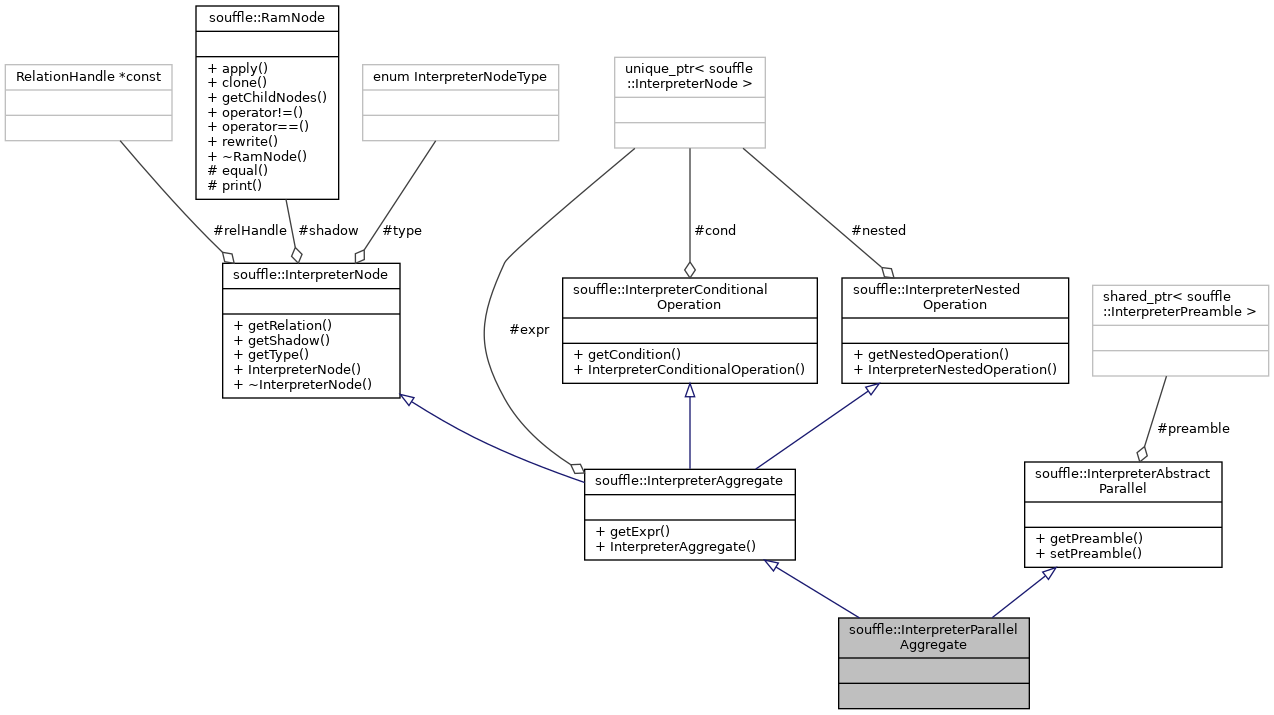 souffle::RamNode
+ apply()
+ clone()
+ getChildNodes()
+ operator!=()
+ operator==()
+ rewrite()
+ ~RamNode()
# equal()
# print()
RelationHandle *const
enum InterpreterNodeType
unique_ptr< souffle
::InterpreterNode >
#relHandle
#shadow
#type
#cond
#nested
souffle::InterpreterNode
+ getRelation()
+ getShadow()
+ getType()
+ InterpreterNode()
+ ~InterpreterNode()
#expr
souffle::InterpreterConditional
Operation
+ getCondition()
+ InterpreterConditionalOperation()
souffle::InterpreterNested
Operation
+ getNestedOperation()
+ InterpreterNestedOperation()
shared_ptr< souffle
::InterpreterPreamble >
#preamble
souffle::InterpreterAggregate
+ getExpr()
+ InterpreterAggregate()
souffle::InterpreterAbstract
Parallel
+ getPreamble()
+ setPreamble()
souffle::InterpreterParallel
Aggregate